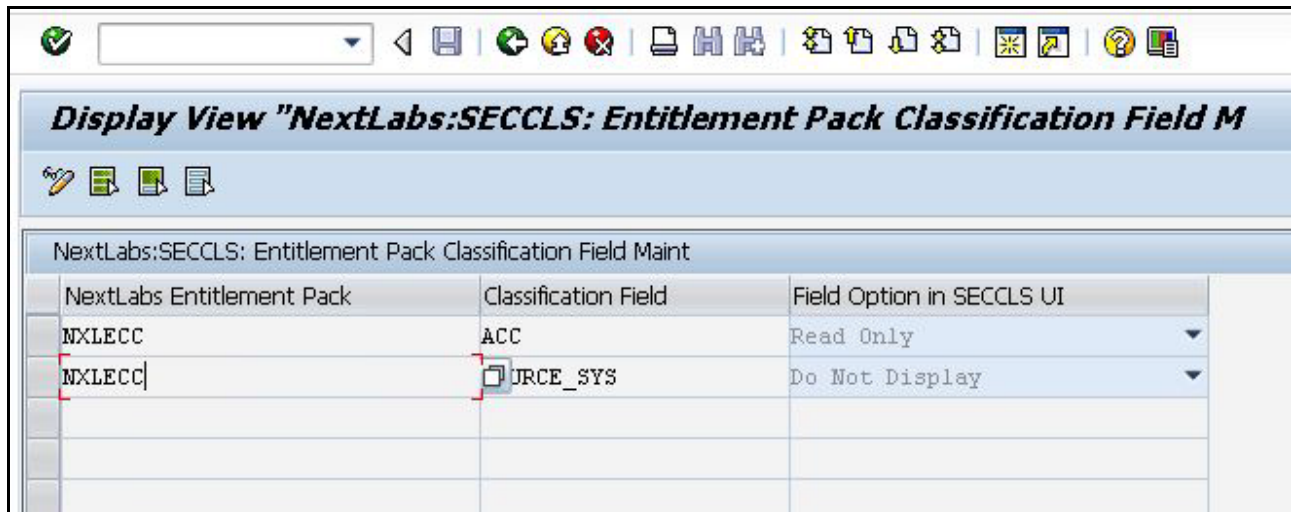 Display View "NextLabs:SECCLS: Entitlement Pack Classification Field M
NextLabs:SECCLS: Entitlement Pack Classification Field Maint
NextLabs Entitlement Pack Classification Field Field Option in SECCLS UI
NXLECC ACC Read Only
NXLECC URCE_SYS Do Not Display